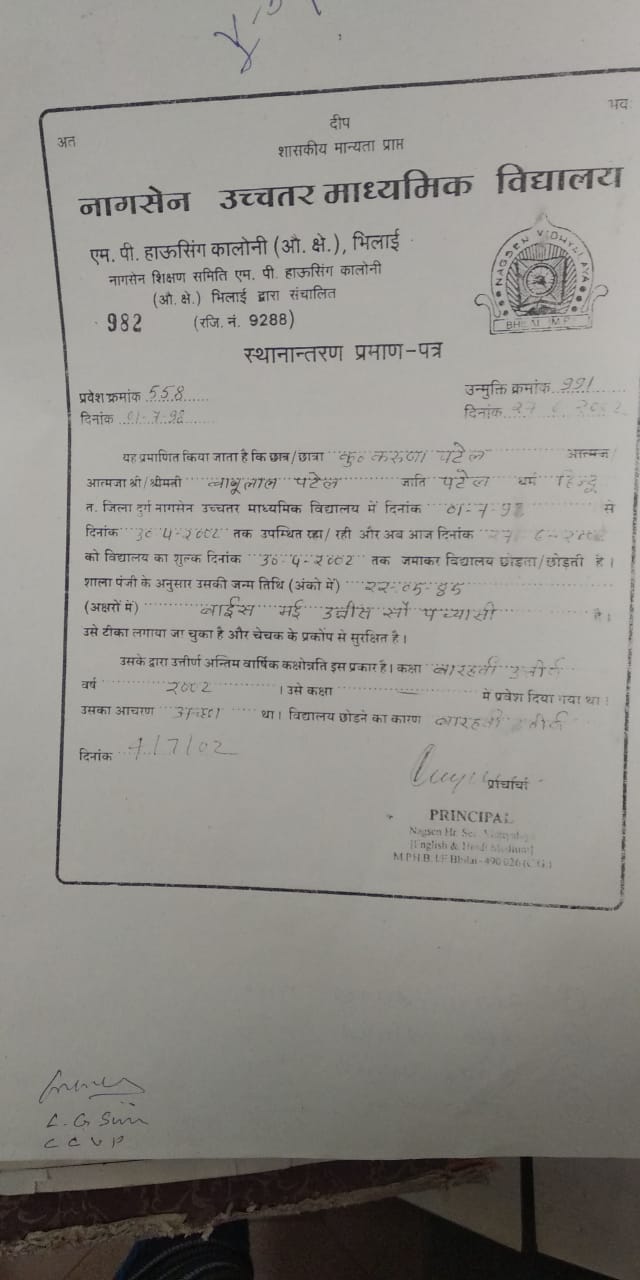 दीप
अत
भव:
शासकीय मान्यता प्राप्त
नागसेन उच्चतर माध्यमिक विद्यालय
एम. पी. हाऊसिंग कालोनी (औ. क्षे.), भिलाई
नागसेन शिक्षण समिति एम. पी. हाऊसिंग कालोनी
(औ. क्षे.) भिलाई द्वारा संचालित
982 (रजि. नं. 9288)
NAGSEN VIDHYALAYA
स्थानान्तरण प्रमाण-पत्र
प्रवेश क्रमांक 558 उन्मुक्ति क्रमांक 991
दिनांक 01-7-98 दिनांक 27 6 2002
यह प्रमाणित किया जाता है कि छात्र/छात्रा कु० करुणा पटेल आत्मज/
आत्मजा श्री/श्रीमती बाबूलाल पटेल जाति पटेल धर्म हिन्दू
त. जिला दुर्ग नागसेन उच्चतर माध्यमिक विद्यालय में दिनांक 01-7-98 से
दिनांक 30-4-2002 तक उपस्थित रहा/रही और अब आज दिनांक 27-6-2002
को विद्यालय का शुल्क दिनांक 30-4-2002 तक जमाकर विद्यालय छोड़ता/छोड़ती है।
शाला पंजी के अनुसार उसकी जन्म तिथि (अंको में) 22-05-85
(अक्षरों में) बाईस मई उन्नीस सौ पच्यासी है।
उसे टीका लगाया जा चुका है और चेचक के प्रकोप से सुरक्षित है।
उसके द्वारा उत्तीर्ण अन्तिम वार्षिक कक्षोन्नति इस प्रकार है। कक्षा बारहवी उत्तीर्ण
वर्ष 2002 । उसे कक्षा — में प्रवेश दिया गया था।
उसका आचरण अच्छा था। विद्यालय छोडने का कारण बारहवी उत्तीर्ण
दिनांक 1/7/02
प्राचार्या
PRINCIPAL
Nagsen Hr. Sec.
[English & Hindi Medium]
M.P.H.B. I.E Bhilai-490 026 (C.G.)